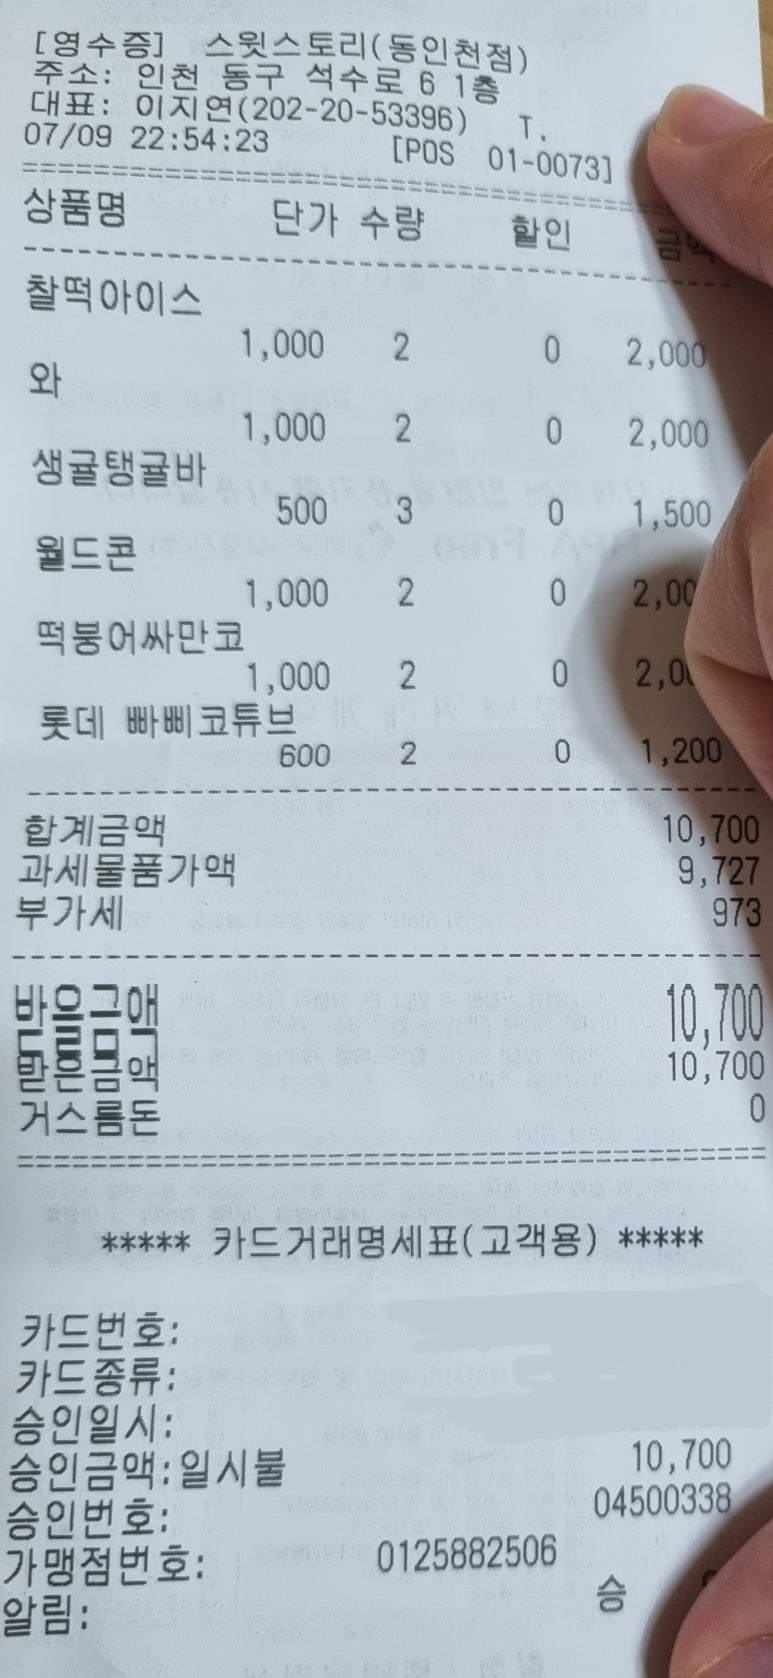 [영수증] 스윗스토리(동인천점)
주소: 인천 동구 석수로 6 1층
대표: 이지연(202-20-53396) T.
07/09 22:54:23 [POS 01-0073]
상품명 단가 수량 할인 금액
찰떡아이스
1,000 2 0 2,000
와
1,000 2 0 2,000
생귤탱귤바
500 3 0 1,500
월드콘
1,000 2 0 2,00
떡붕어싸만코
1,000 2 0 2,0
롯데 빠삐코튜브
600 2 0 1,200
합계금액 10,700
과세물품가액 9,727
부가세 973
받을금액 10,700
받은금액 10,700
거스름돈 0
***** 카드거래명세표(고객용) *****
카드번호:
카드종류:
승인일시:
승인금액:일시불 10,700
승인번호: 04500338
가맹점번호: 0125882506
알림: 승